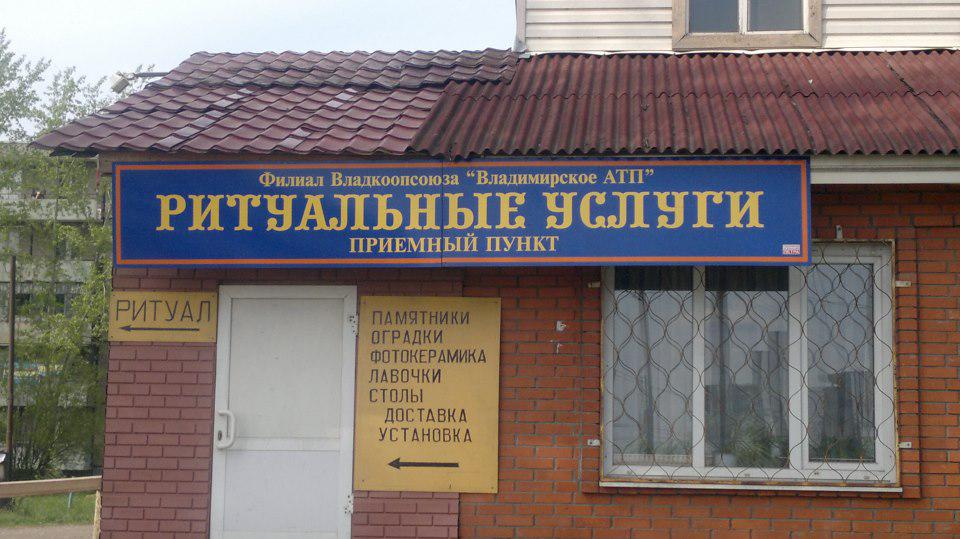 Филиал Владкоопсоюза "Владимирское АТП"
РИТУАЛЬНЫЕ УСЛУГИ
ПРИЕМНЫЙ ПУНКТ
РИТУАЛ
ПАМЯТНИКИ
ОГРАДКИ
ФОТОКЕРАМИКА
ЛАВОЧКИ
СТОЛЫ
ДОСТАВКА
УСТАНОВКА